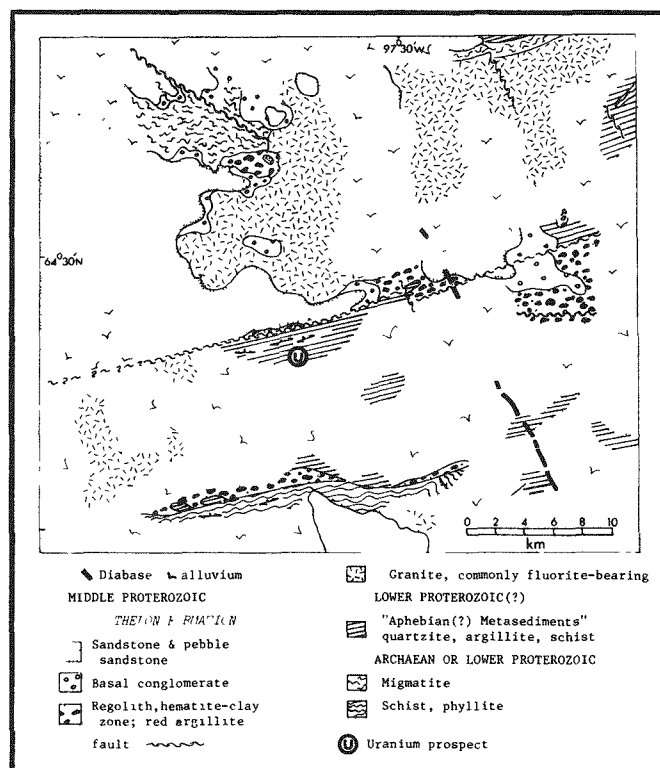 97°30'W
64°30'N
? ? ?
U
0 2 4 6 8 10
km
Diabase alluvium
MIDDLE PROTEROZOIC
Sandstone & pebble
sandstone
Basal conglomerate
Regolith, hematite-clay
zone; red argillite
fault
Granite, commonly fluorite-bearing
LOWER PROTEROZOIC(?)
"Aphebian(?) Metasediments"
quartzite, argillite, schist
ARCHAEAN OR LOWER PROTEROZOIC
Migmatite
Schist, phyllite
U Uranium prospect